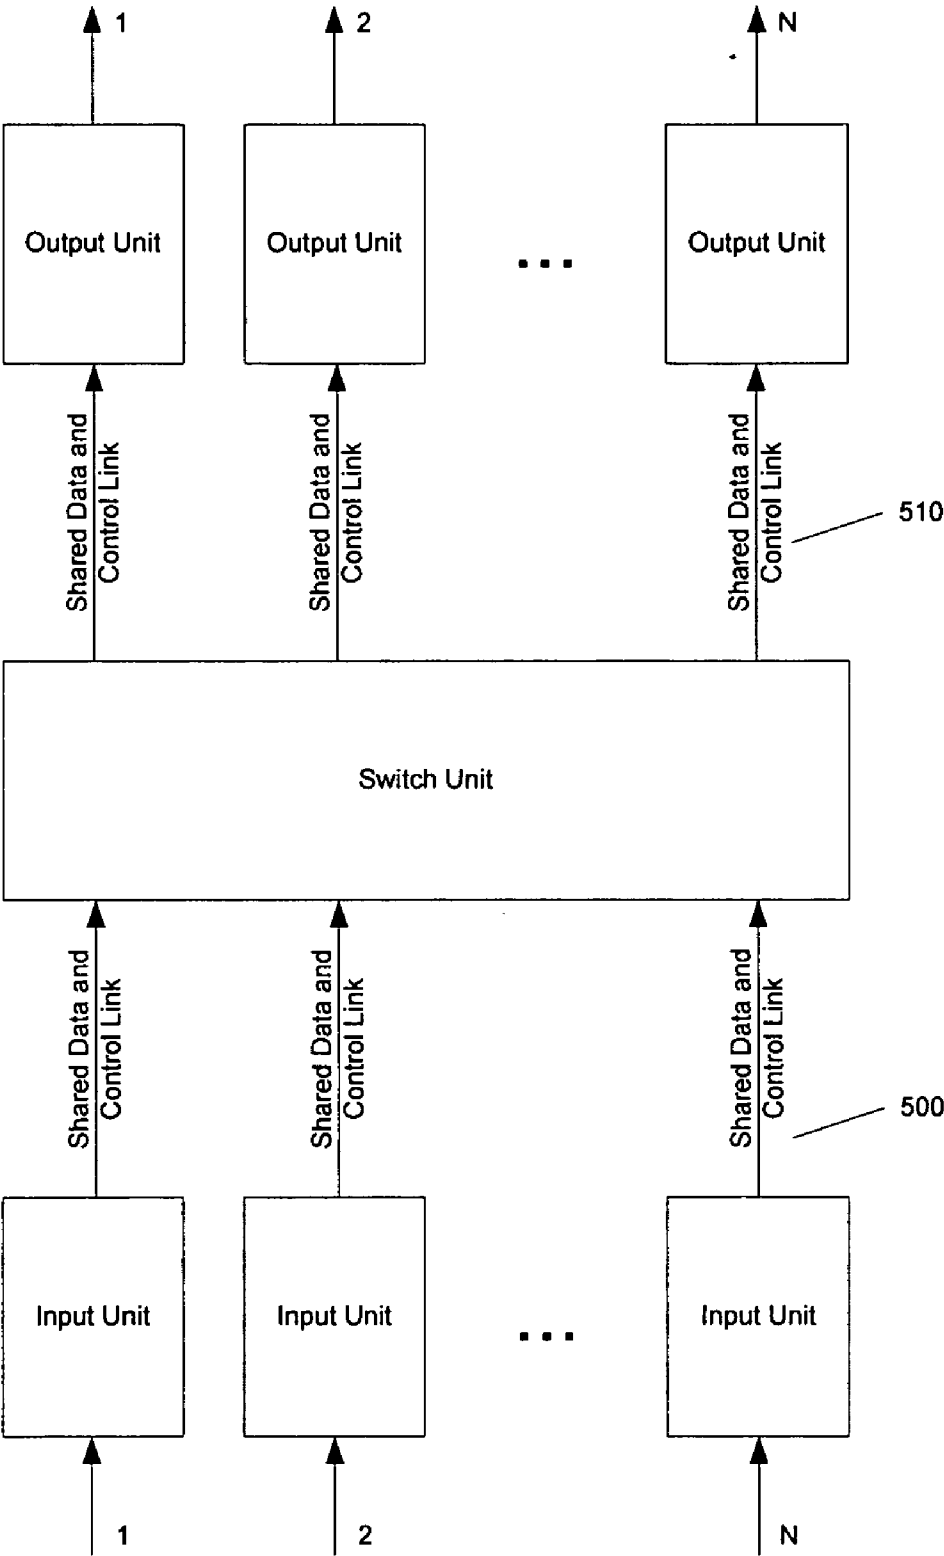 1
2
N
Output Unit
Output Unit
Output Unit
Shared Data and
Control Link
Shared Data and
Control Link
Shared Data and
Control Link
510
Switch Unit
Shared Data and
Control Link
Shared Data and
Control Link
Shared Data and
Control Link
500
Input Unit
Input Unit
Input Unit
1
2
N